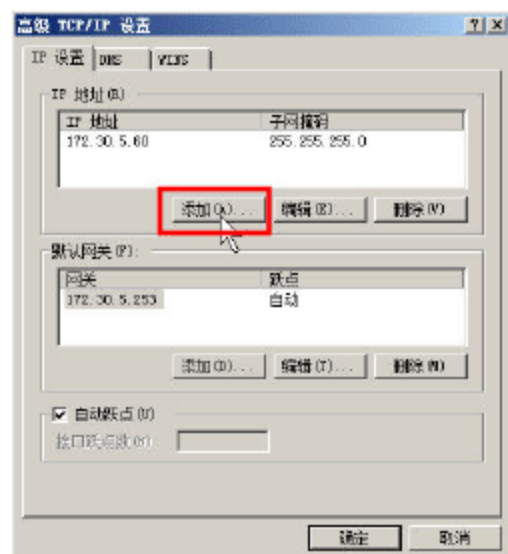 高级 TCP/IP 设置
IP 设置 DNS WINS
IP 地址(R)
IP 地址 子网掩码
172.30.5.60 255.255.255.0
添加(A)... 编辑(E)... 删除(V)
默认网关(F):
网关 跃点
172.30.5.253 自动
添加(D)... 编辑(T)... 删除(M)
自动跃点(U)
接口跃点数(N):
确定 取消